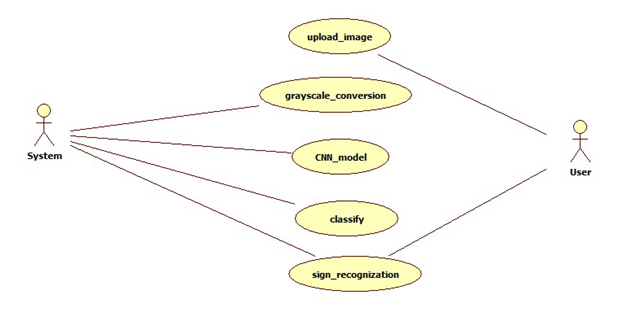 upload_image
grayscale_conversion
System
CNN_model
User
classify
sign_recognization